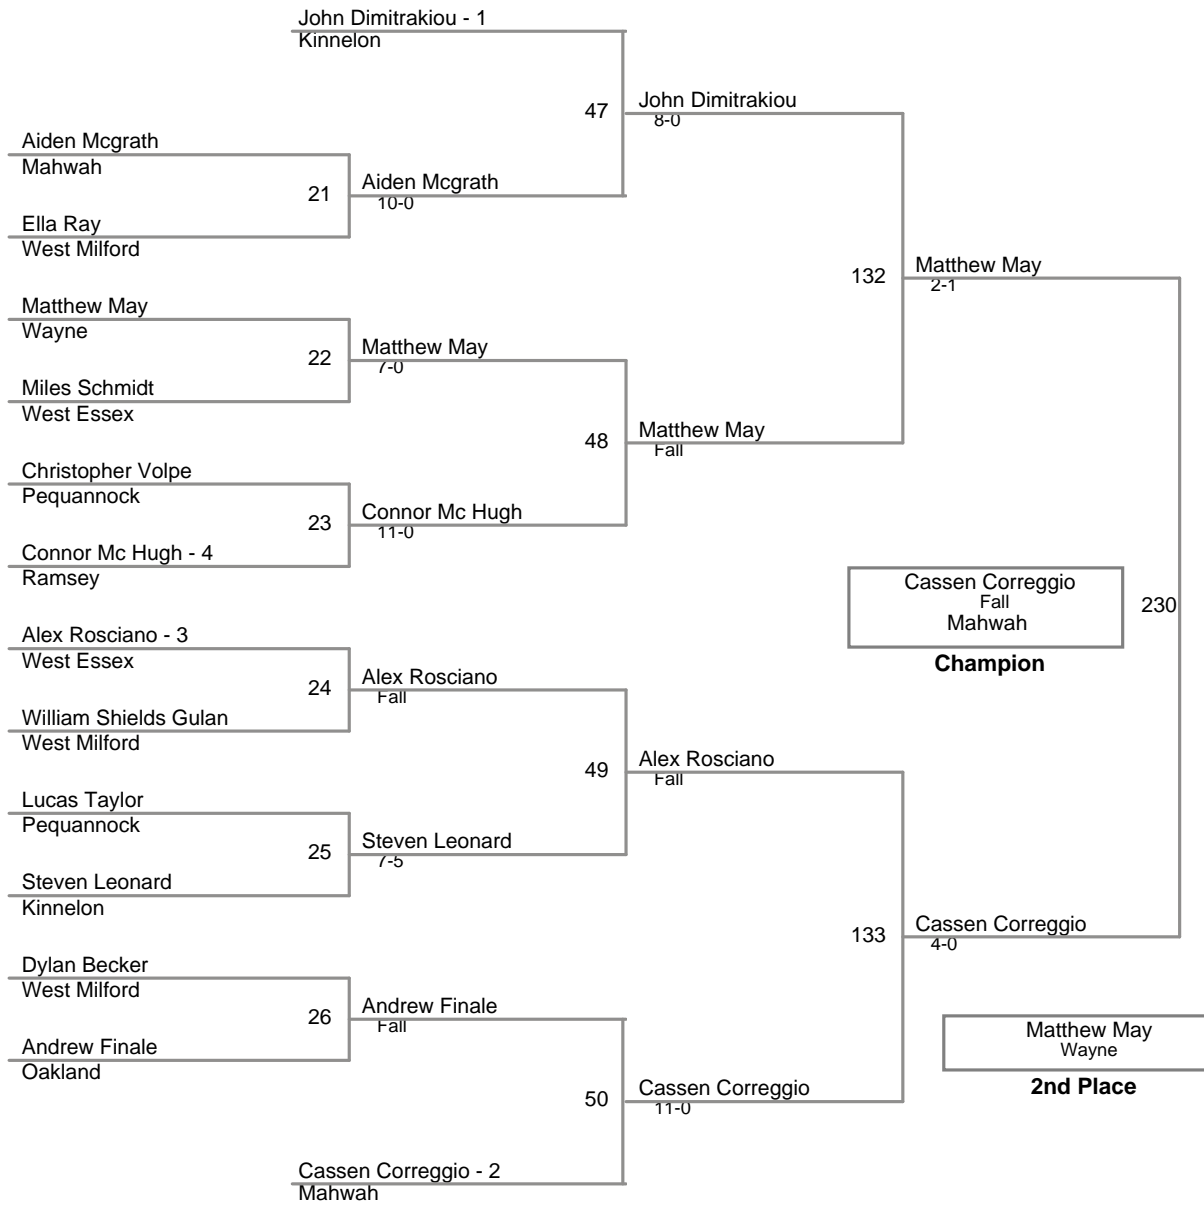 John Dimitrakiou - 1
Kinnelon
47
John Dimitrakiou
8-0
Aiden Mcgrath
Mahwah
21
Aiden Mcgrath
10-0
Ella Ray
West Milford
132
Matthew May
2-1
Matthew May
Wayne
22
Matthew May
7-0
Miles Schmidt
West Essex
48
Matthew May
Fall
Christopher Volpe
Pequannock
23
Connor Mc Hugh
11-0
Connor Mc Hugh - 4
Ramsey
Cassen Correggio
Fall
Mahwah
Champion
230
Alex Rosciano - 3
West Essex
24
Alex Rosciano
Fall
William Shields Gulan
West Milford
49
Alex Rosciano
Fall
Lucas Taylor
Pequannock
25
Steven Leonard
7-5
Steven Leonard
Kinnelon
133
Cassen Correggio
4-0
Dylan Becker
West Milford
26
Andrew Finale
Fall
Andrew Finale
Oakland
Matthew May
Wayne
2nd Place
50
Cassen Correggio
11-0
Cassen Correggio - 2
Mahwah